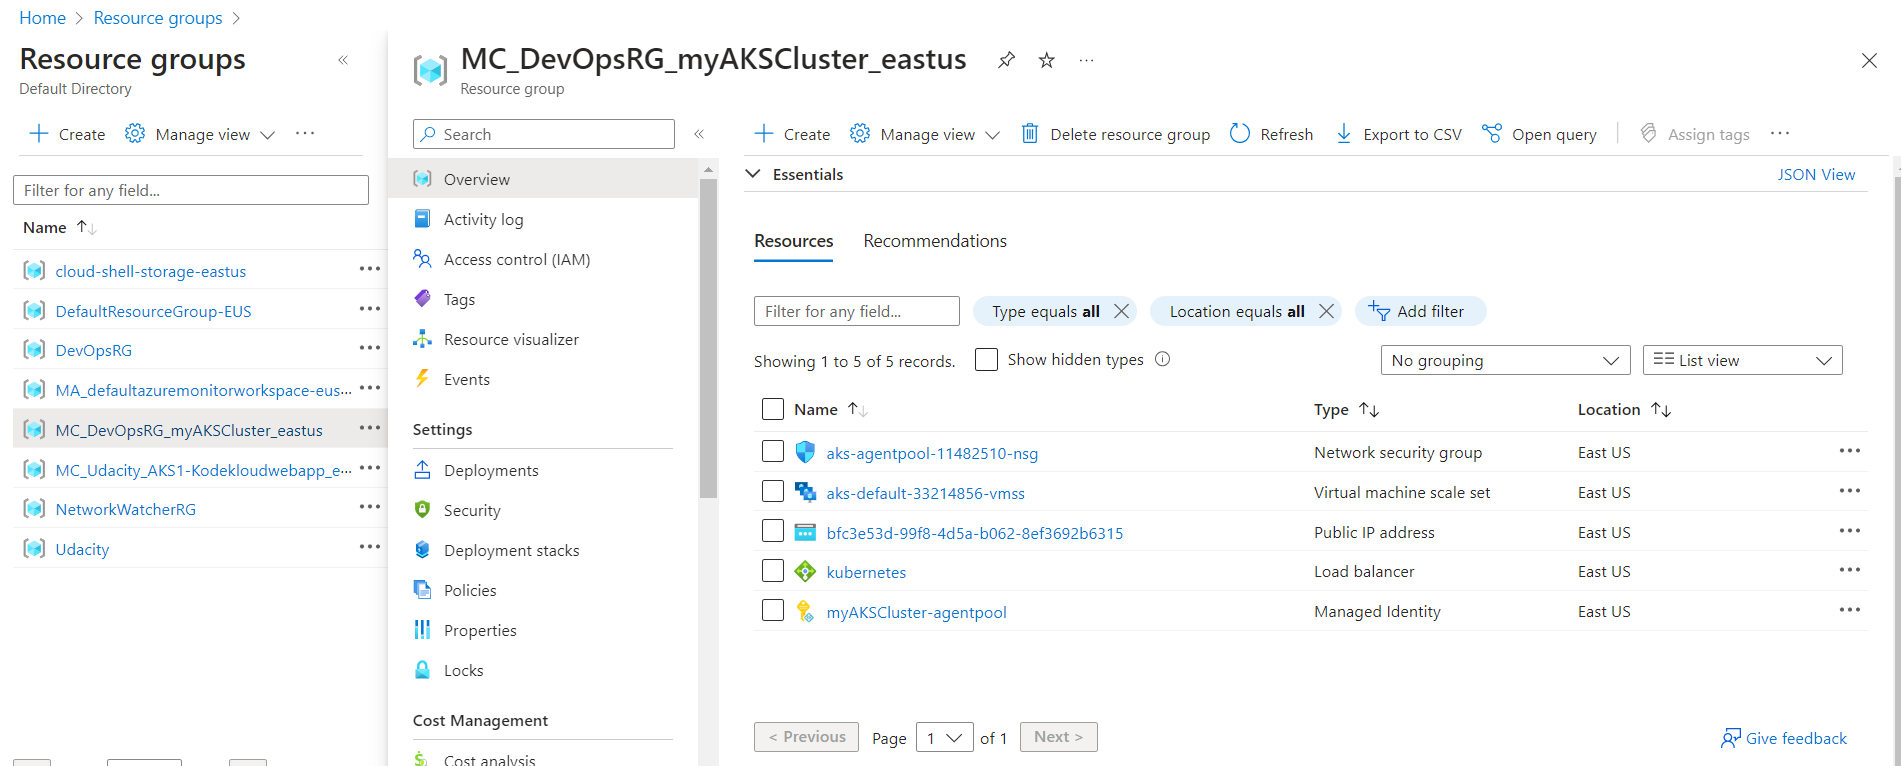 Home > Resource groups >
Resource groups
Default Directory
Create Manage view
Filter for any field...
Name
cloud-shell-storage-eastus
DefaultResourceGroup-EUS
DevOpsRG
MA_defaultazuremonitorworkspace-eus...
MC_DevOpsRG_myAKSCluster_eastus
MC_Udacity_AKS1-Kodekloudwebapp_e...
NetworkWatcherRG
Udacity
MC_DevOpsRG_myAKSCluster_eastus
Resource group
Search
Overview
Activity log
Access control (IAM)
Tags
Resource visualizer
Events
Settings
Deployments
Security
Deployment stacks
Policies
Properties
Locks
Cost Management
Cost analysis
Create Manage view Delete resource group Refresh Export to CSV Open query Assign tags
Essentials JSON View
Resources Recommendations
Filter for any field... Type equals all Location equals all Add filter
Showing 1 to 5 of 5 records. Show hidden types No grouping List view
Name Type Location
aks-agentpool-11482510-nsg Network security group East US
aks-default-33214856-vmss Virtual machine scale set East US
bfc3e53d-99f8-4d5a-b062-8ef3692b6315 Public IP address East US
kubernetes Load balancer East US
myAKSCluster-agentpool Managed Identity East US
< Previous Page 1 of 1 Next > Give feedback